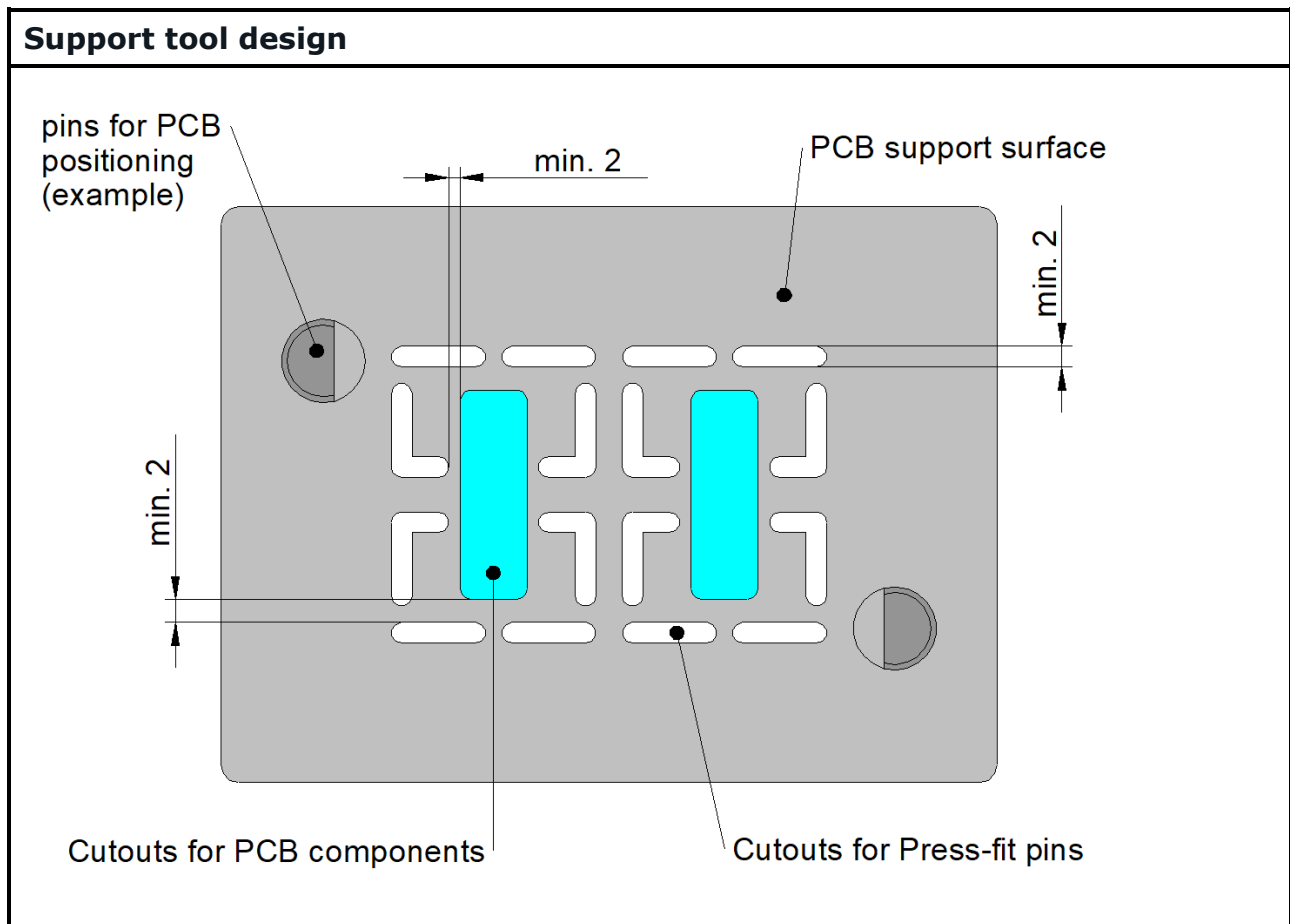 Support tool design
pins for PCB
positioning
(example)
min. 2
PCB support surface
min. 2
min. 2
Cutouts for PCB components
Cutouts for Press-fit pins